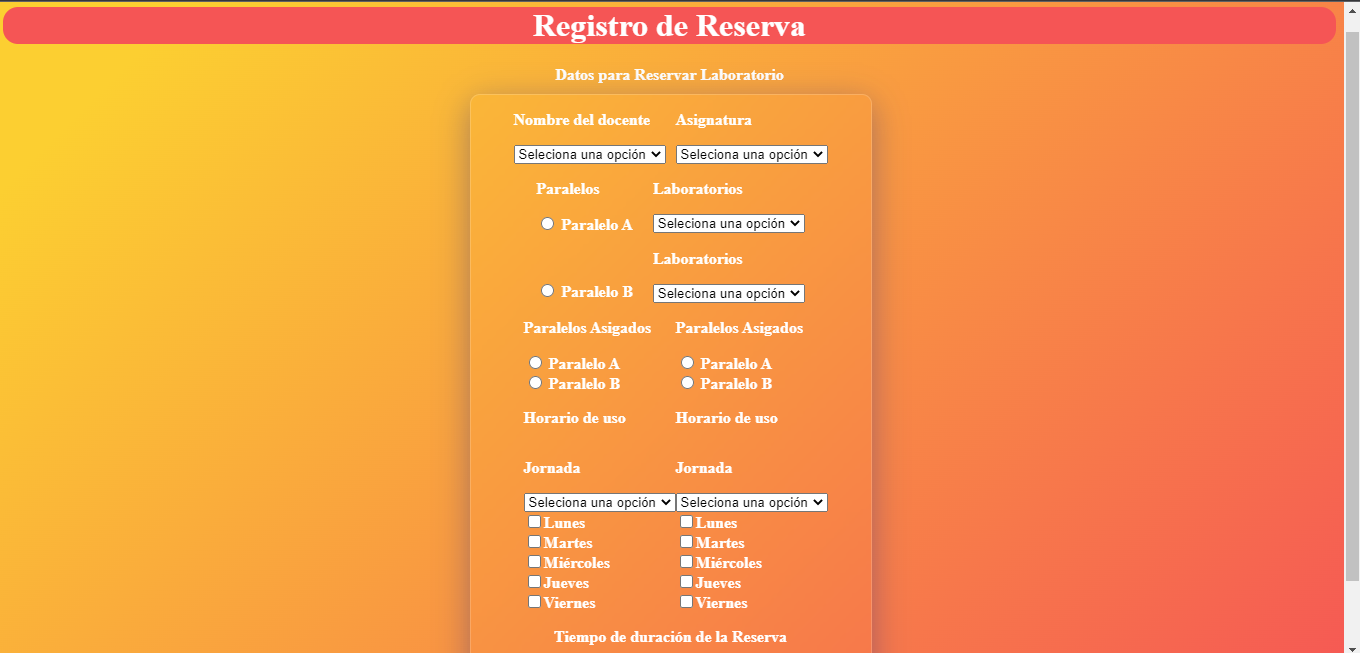 Registro de Reserva
Datos para Reservar Laboratorio
Nombre del docente Asignatura
Seleciona una opción Seleciona una opción
Paralelos Laboratorios
Paralelo A Seleciona una opción
Laboratorios
Paralelo B Seleciona una opción
Paralelos Asigados Paralelos Asigados
Paralelo A Paralelo A
Paralelo B Paralelo B
Horario de uso Horario de uso
Jornada Jornada
Seleciona una opción Seleciona una opción
Lunes Lunes
Martes Martes
Miércoles Miércoles
Jueves Jueves
Viernes Viernes
Tiempo de duración de la Reserva